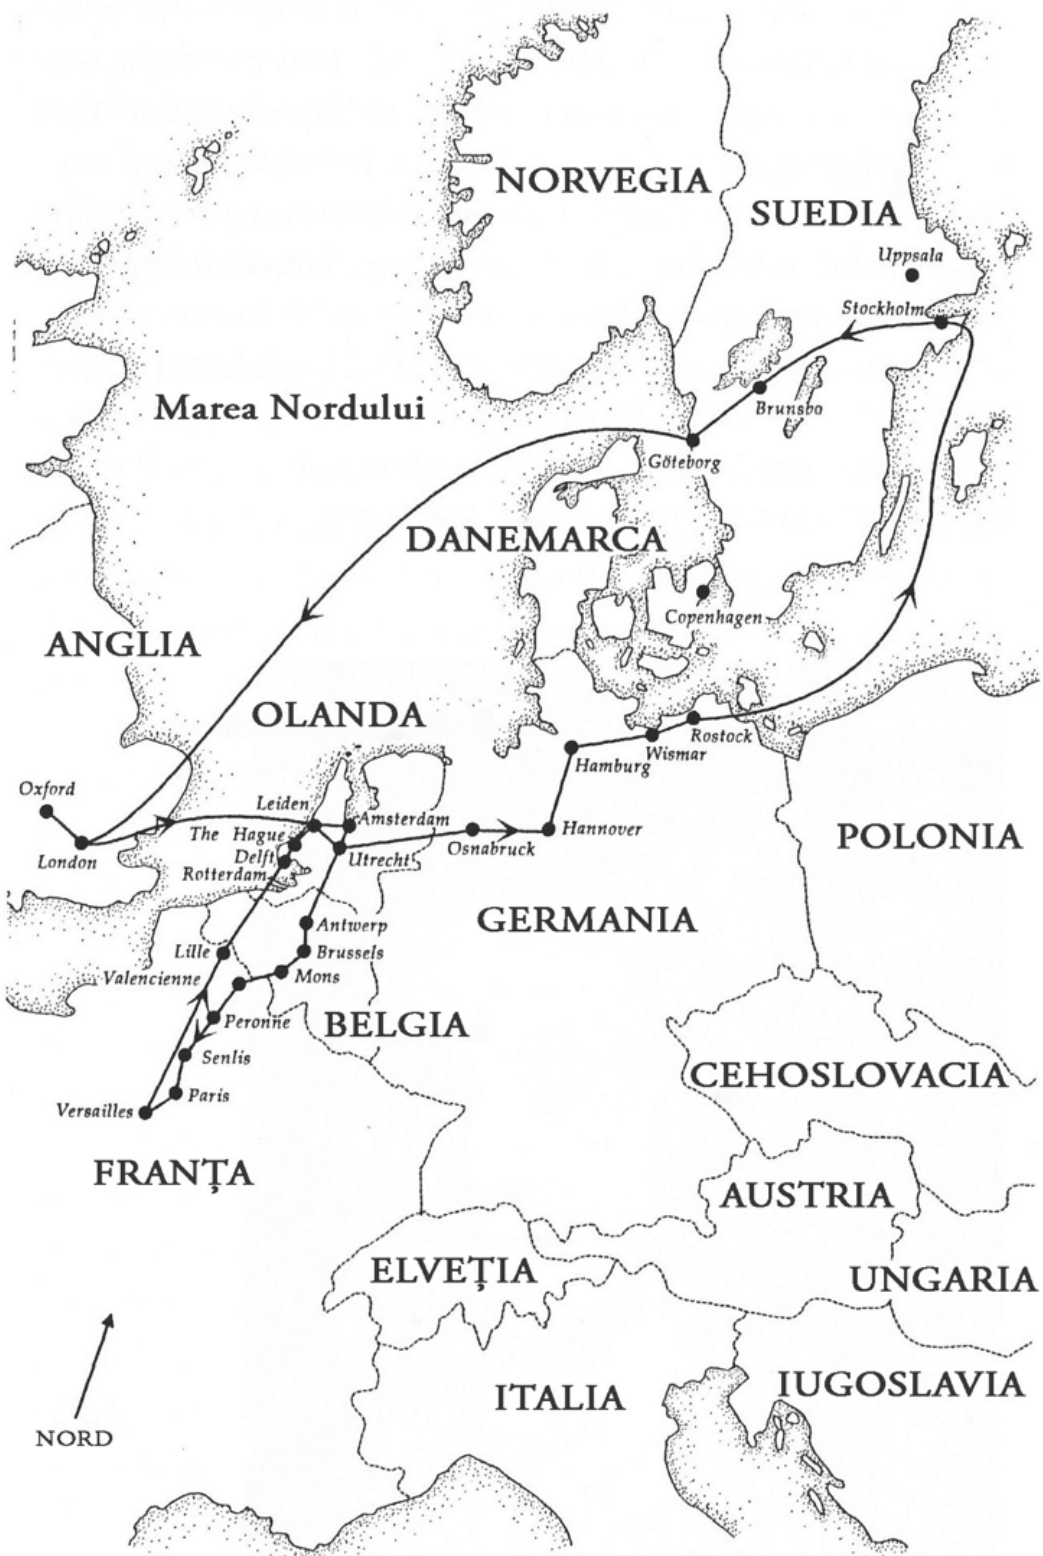 NORVEGIA
SUEDIA
Uppsala
Stockholm
Marea Nordului
Brunsbo
Göteborg
DANEMARCA
Copenhagen
ANGLIA
OLANDA
Rostock
Wismar
Hamburg
Oxford
Leiden
Amsterdam
The Hague
Hannover
POLONIA
London
Delft
Utrecht
Osnabruck
Rotterdam
GERMANIA
Antwerp
Lille
Brussels
Valencienne
Mons
Peronne
BELGIA
Senlis
CEHOSLOVACIA
Paris
Versailles
FRANȚA
AUSTRIA
ELVEȚIA
UNGARIA
IUGOSLAVIA
ITALIA
NORD